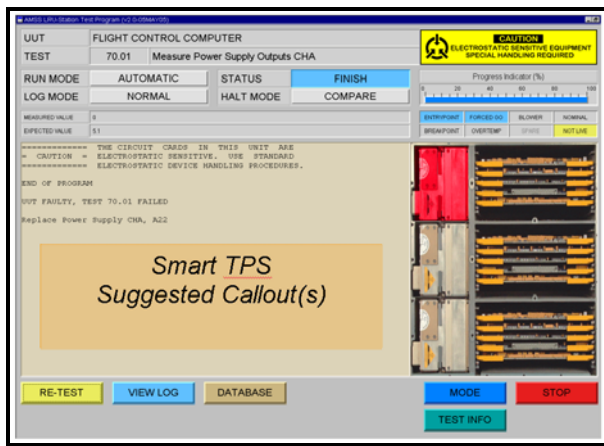 AMSS LRU-Station Test Program (v2.0-05MAY05)
UUT FLIGHT CONTROL COMPUTER
TEST 70.01 Measure Power Supply Outputs CHA
CAUTION
ELECTROSTATIC SENSITIVE EQUIPMENT
SPECIAL HANDLING REQUIRED
RUN MODE AUTOMATIC STATUS FINISH
LOG MODE NORMAL HALT MODE COMPARE
Progress Indicator (%)
0 20 40 60 80 100
MEASURED VALUE 0
EXPECTED VALUE 5.1
ENTRYPOINT FORCED GO BLOWER NOMINAL
BREAKPOINT OVERTEMP SPARE NOT LIVE
============ THE CIRCUIT CARDS IN THIS UNIT ARE
= CAUTION = ELECTROSTATIC SENSITIVE. USE STANDARD
============ ELECTROSTATIC DEVICE HANDLING PROCEDURES.
END OF PROGRAM
UUT FAULTY, TEST 70.01 FAILED
Replace Power Supply CHA, A22
Smart TPS
Suggested Callout(s)
RE-TEST VIEW LOG DATABASE MODE STOP
TEST INFO